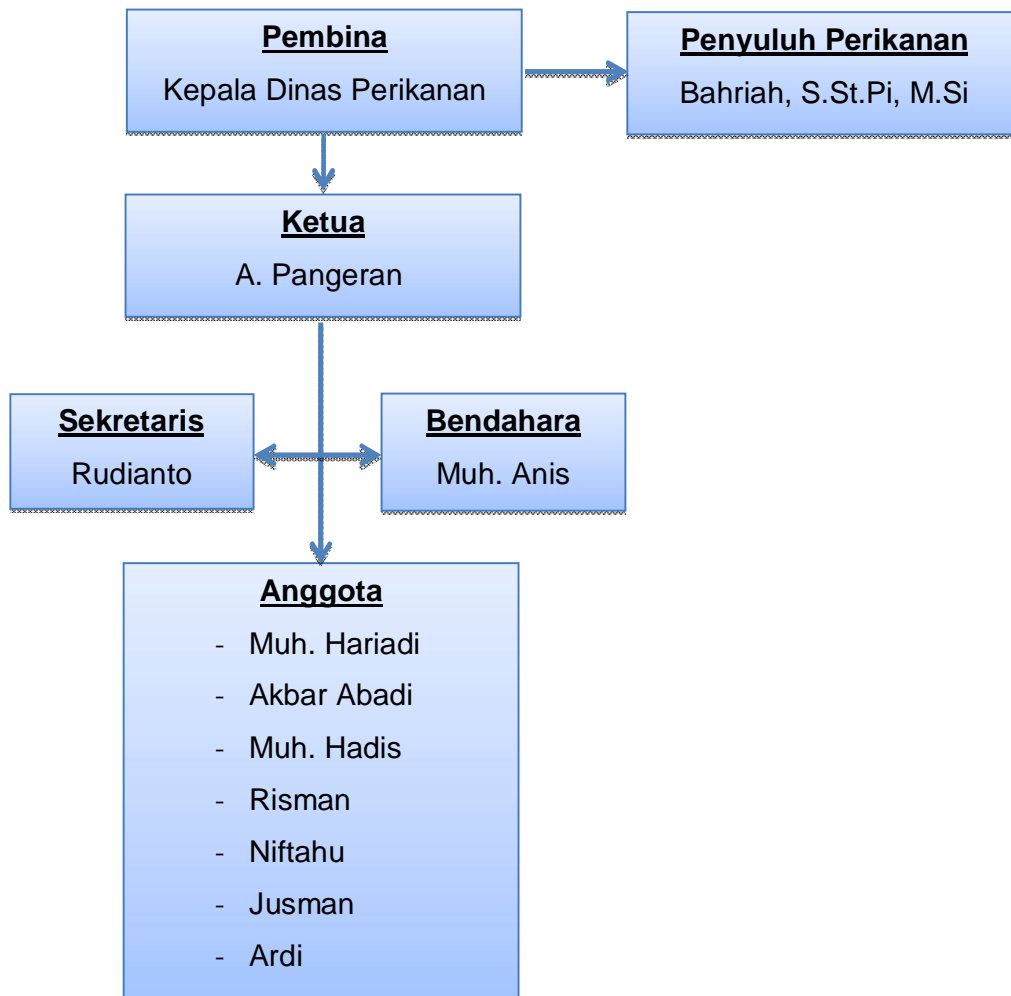 Pembina
Kepala Dinas Perikanan
Penyuluh Perikanan
Bahriah, S.St.Pi, M.Si
Ketua
A. Pangeran
Sekretaris
Rudianto
Bendahara
Muh. Anis
Anggota
- Muh. Hariadi
- Akbar Abadi
- Muh. Hadis
- Risman
- Niftahu
- Jusman
- Ardi